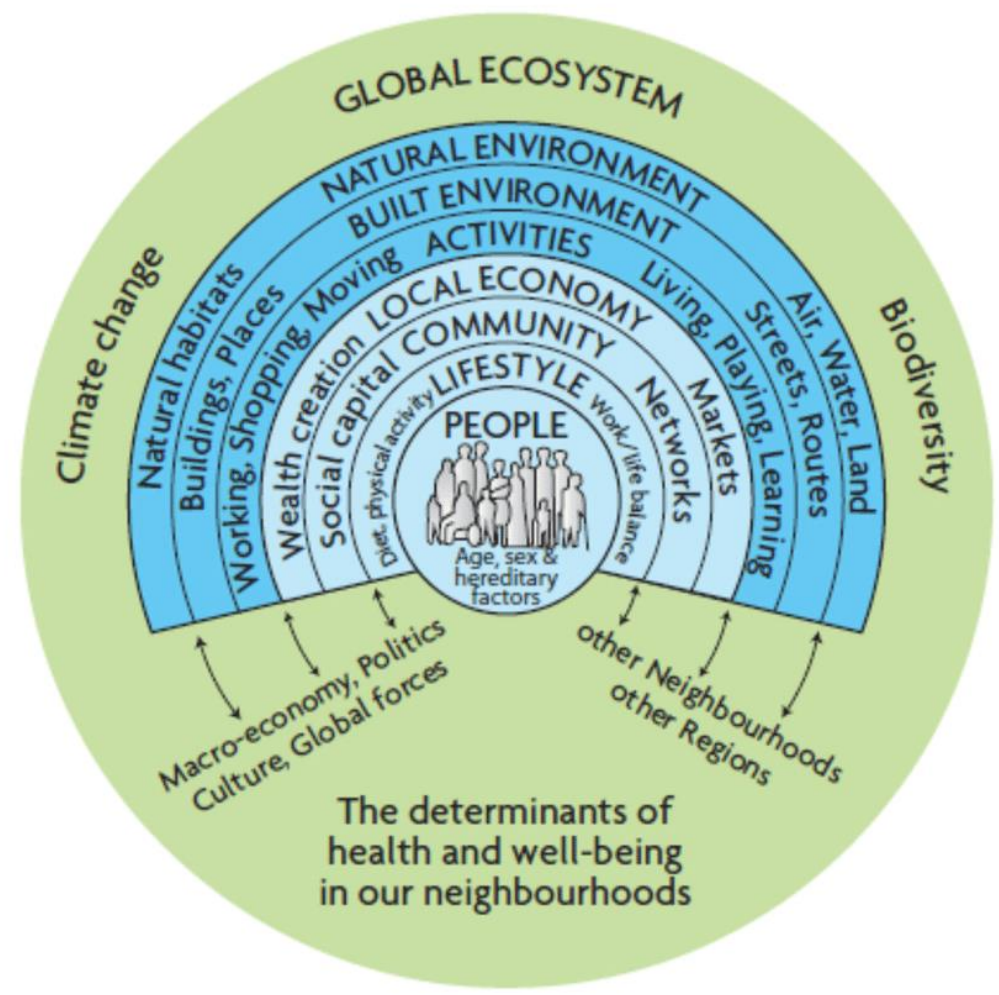 GLOBAL ECOSYSTEM
Climate change
Biodiversity
NATURAL ENVIRONMENT
Natural habitats
Air, Water, Land
BUILT ENVIRONMENT
Buildings, Places
Streets, Routes
ACTIVITIES
Working, Shopping, Moving
Living, Playing, Learning
LOCAL ECONOMY
Wealth creation
Markets
COMMUNITY
Social capital
Networks
LIFESTYLE
Diet, physical activity
Work/life balance
PEOPLE
Age, sex &
hereditary
factors
Macro-economy, Politics
Culture, Global forces
other Neighbourhoods
other Regions
The determinants of
health and well-being
in our neighbourhoods